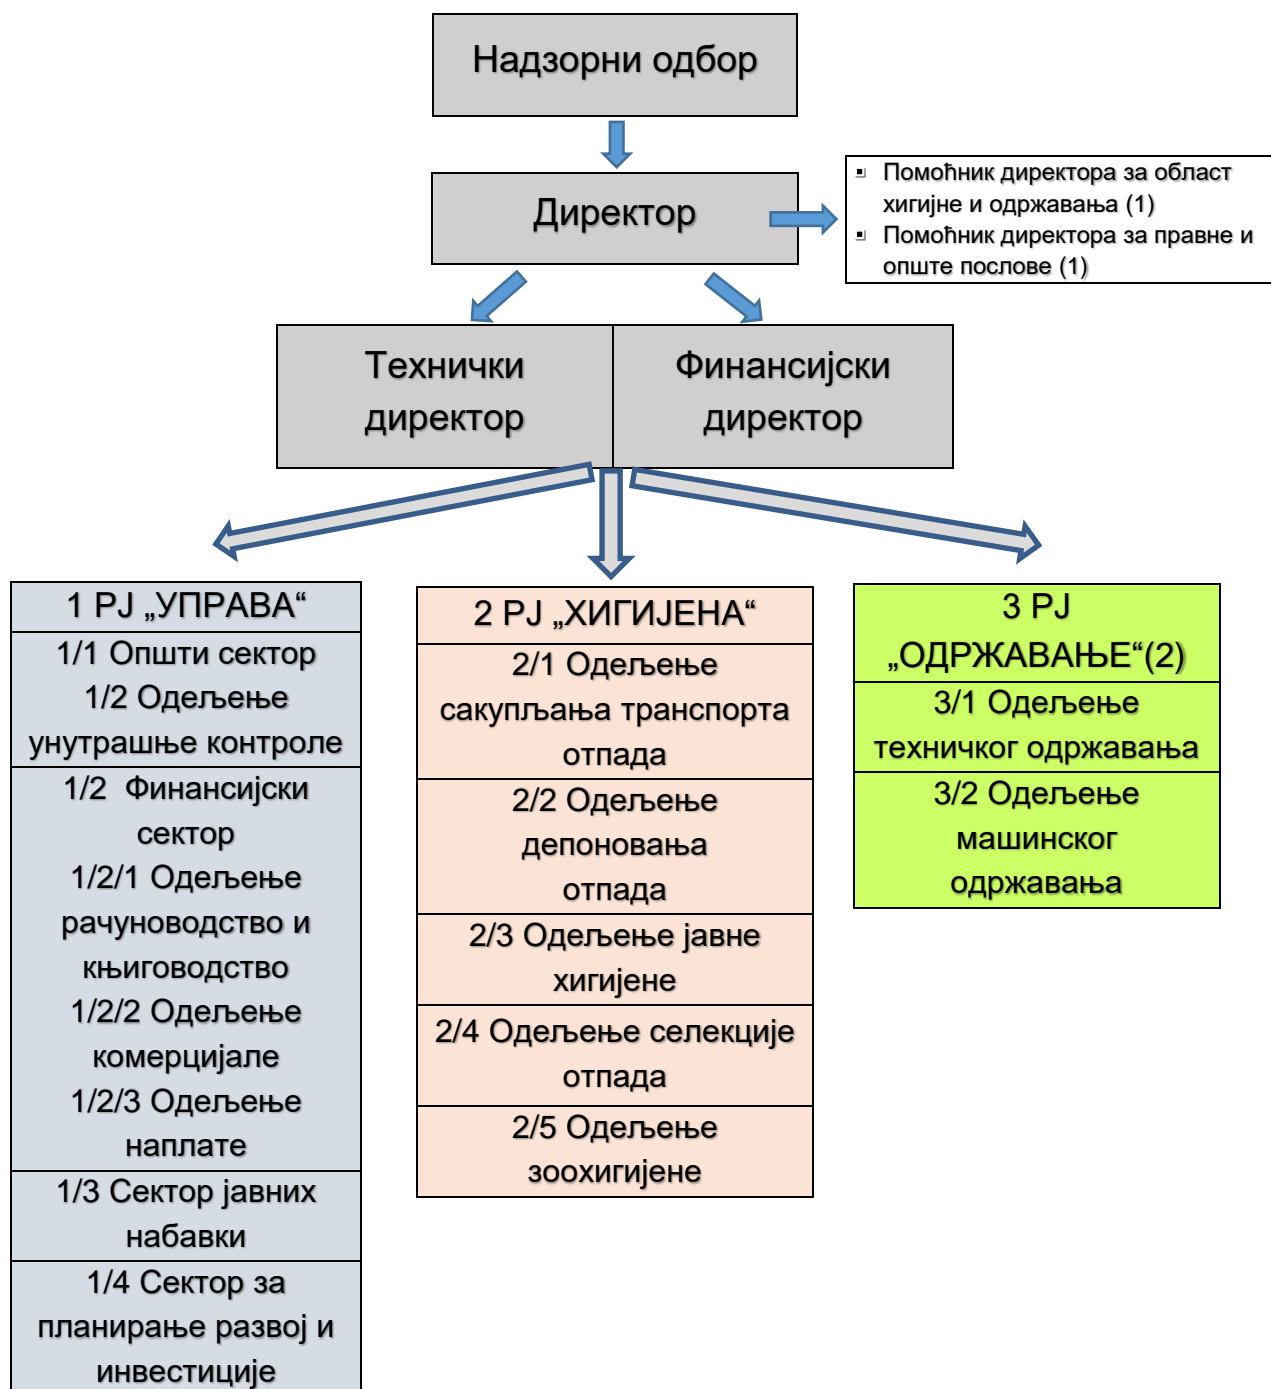 Надзорни одбор
Директор
Помоћник директора за област
хигијне и одржавања (1)
Помоћник директора за правне и
опште послове (1)
Технички
директор
Финансијски
директор
1 РЈ „УПРАВА“
1/1 Општи сектор
1/2 Одељење
унутрашње контроле
1/2 Финансијски
сектор
1/2/1 Одељење
рачуноводство и
књиговодство
1/2/2 Одељење
комерцијале
1/2/3 Одељење
наплате
1/3 Сектор јавних
набавки
1/4 Сектор за
планирање развој и
инвестиције
2 РЈ „ХИГИЈЕНА“
2/1 Одељење
сакупљања транспорта
отпада
2/2 Одељење
депоновања
отпада
2/3 Одељење јавне
хигијене
2/4 Одељење селекције
отпада
2/5 Одељење
зоохигијене
3 РЈ
„ОДРЖАВАЊЕ“(2)
3/1 Одељење
техничког одржавања
3/2 Одељење
машинског
одржавања